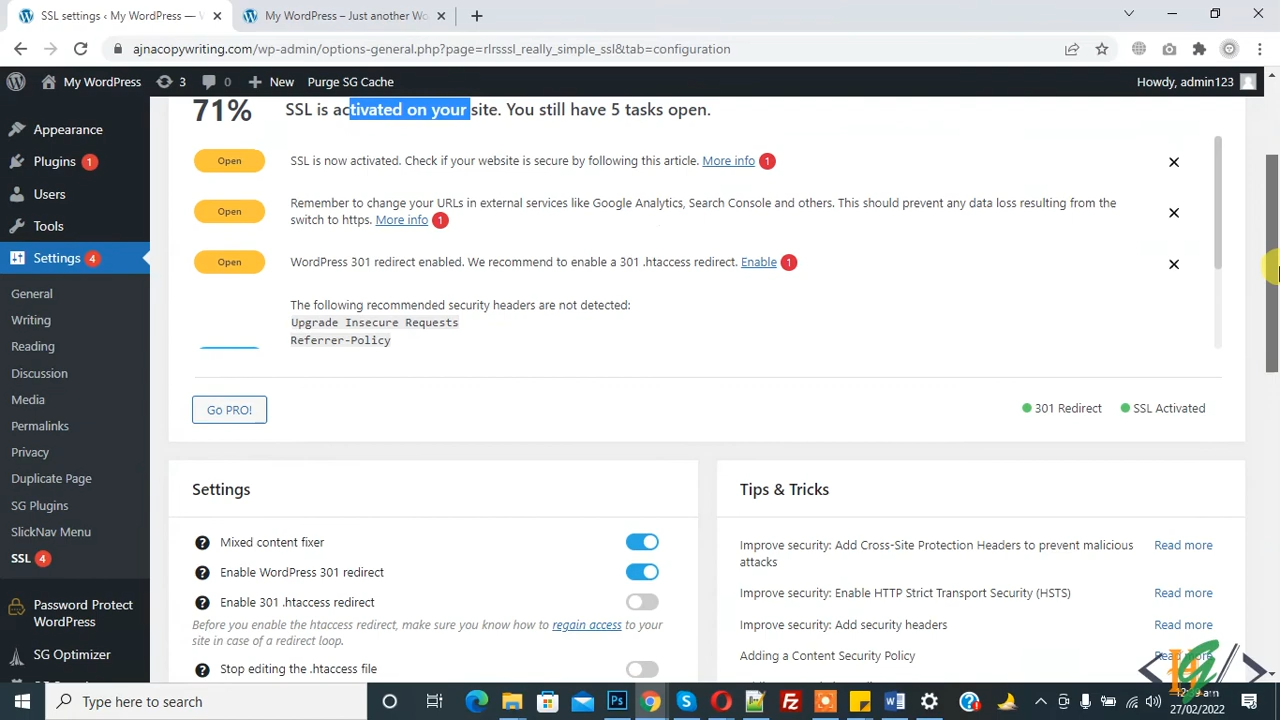 SSL settings ‹ My WordPress —
My WordPress – Just another Wo
ajnacopywriting.com/wp-admin/options-general.php?page=rlrsssl_really_simple_ssl&tab=configuration
My WordPress 3 0 New Purge SG Cache Howdy, admin123
Appearance
Plugins 1
Users
Tools
Settings 4
General
Writing
Reading
Discussion
Media
Permalinks
Privacy
Duplicate Page
SG Plugins
SlickNav Menu
SSL 4
Password Protect
WordPress
SG Optimizer
71% SSL is activated on your site. You still have 5 tasks open.
Open SSL is now activated. Check if your website is secure by following this article. More info 1
Open Remember to change your URLs in external services like Google Analytics, Search Console and others. This should prevent any data loss resulting from the
switch to https. More info 1
Open WordPress 301 redirect enabled. We recommend to enable a 301 .htaccess redirect. Enable 1
The following recommended security headers are not detected:
Upgrade Insecure Requests
Referrer-Policy
Go PRO! 301 Redirect SSL Activated
Settings
Mixed content fixer
Enable WordPress 301 redirect
Enable 301 .htaccess redirect
Before you enable the htaccess redirect, make sure you know how to regain access to your
site in case of a redirect loop.
Stop editing the .htaccess file
Tips & Tricks
Improve security: Add Cross-Site Protection Headers to prevent malicious
attacks Read more
Improve security: Enable HTTP Strict Transport Security (HSTS) Read more
Improve security: Add security headers Read more
Adding a Content Security Policy
Type here to search
27/02/2022